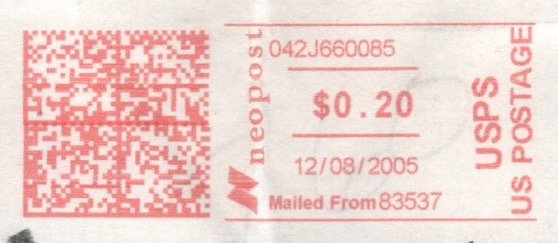 neopost
042J660085
$0.20
12/08/2005
Mailed From 83537
USPS
US POSTAGE